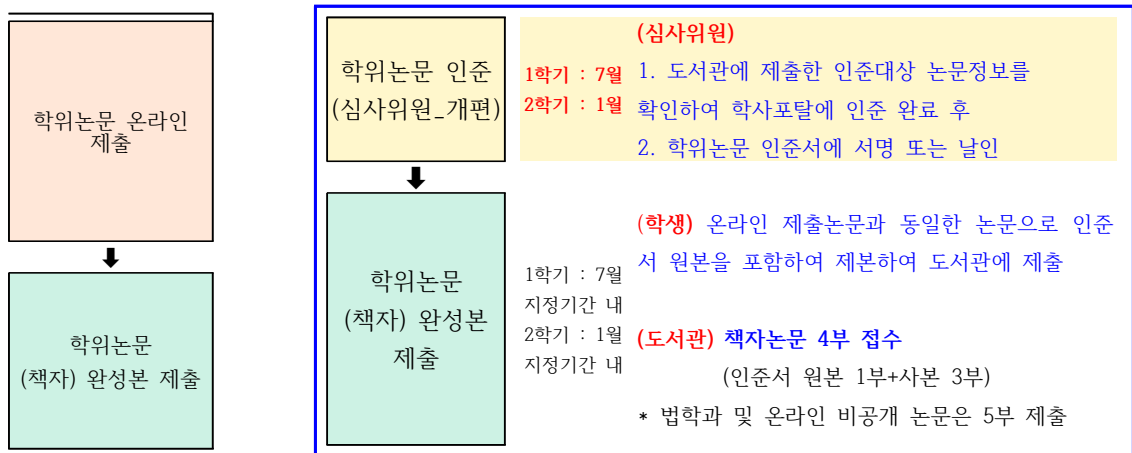 학위논문 온라인
제출
학위논문
(책자) 완성본 제출
학위논문 인준
(심사위원_개편)
1학기 : 7월
2학기 : 1월
(심사위원)
1. 도서관에 제출한 인준대상 논문정보를
확인하여 학사포탈에 인준 완료 후
2. 학위논문 인준서에 서명 또는 날인
학위논문
(책자) 완성본
제출
1학기 : 7월
지정기간 내
2학기 : 1월
지정기간 내
(학생) 온라인 제출논문과 동일한 논문으로 인준
서 원본을 포함하여 제본하여 도서관에 제출
(도서관) 책자논문 4부 접수
(인준서 원본 1부+사본 3부)
* 법학과 및 온라인 비공개 논문은 5부 제출